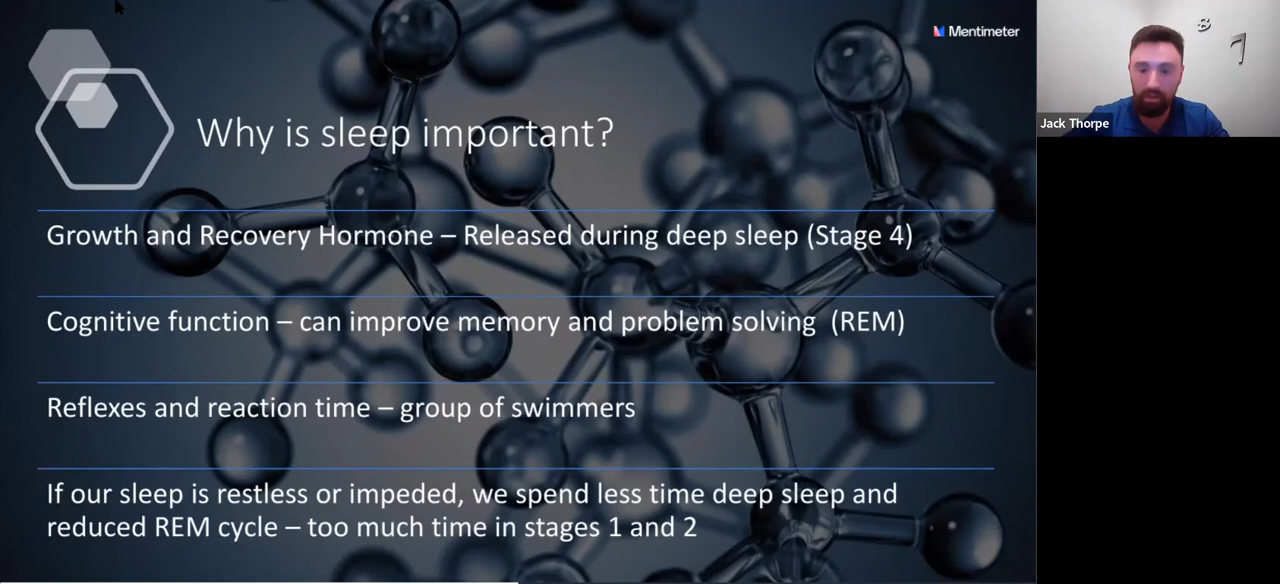 Mentimeter
Why is sleep important?
Growth and Recovery Hormone – Released during deep sleep (Stage 4)
Cognitive function – can improve memory and problem solving (REM)
Reflexes and reaction time – group of swimmers
If our sleep is restless or impeded, we spend less time deep sleep and
reduced REM cycle – too much time in stages 1 and 2
Jack Thorpe